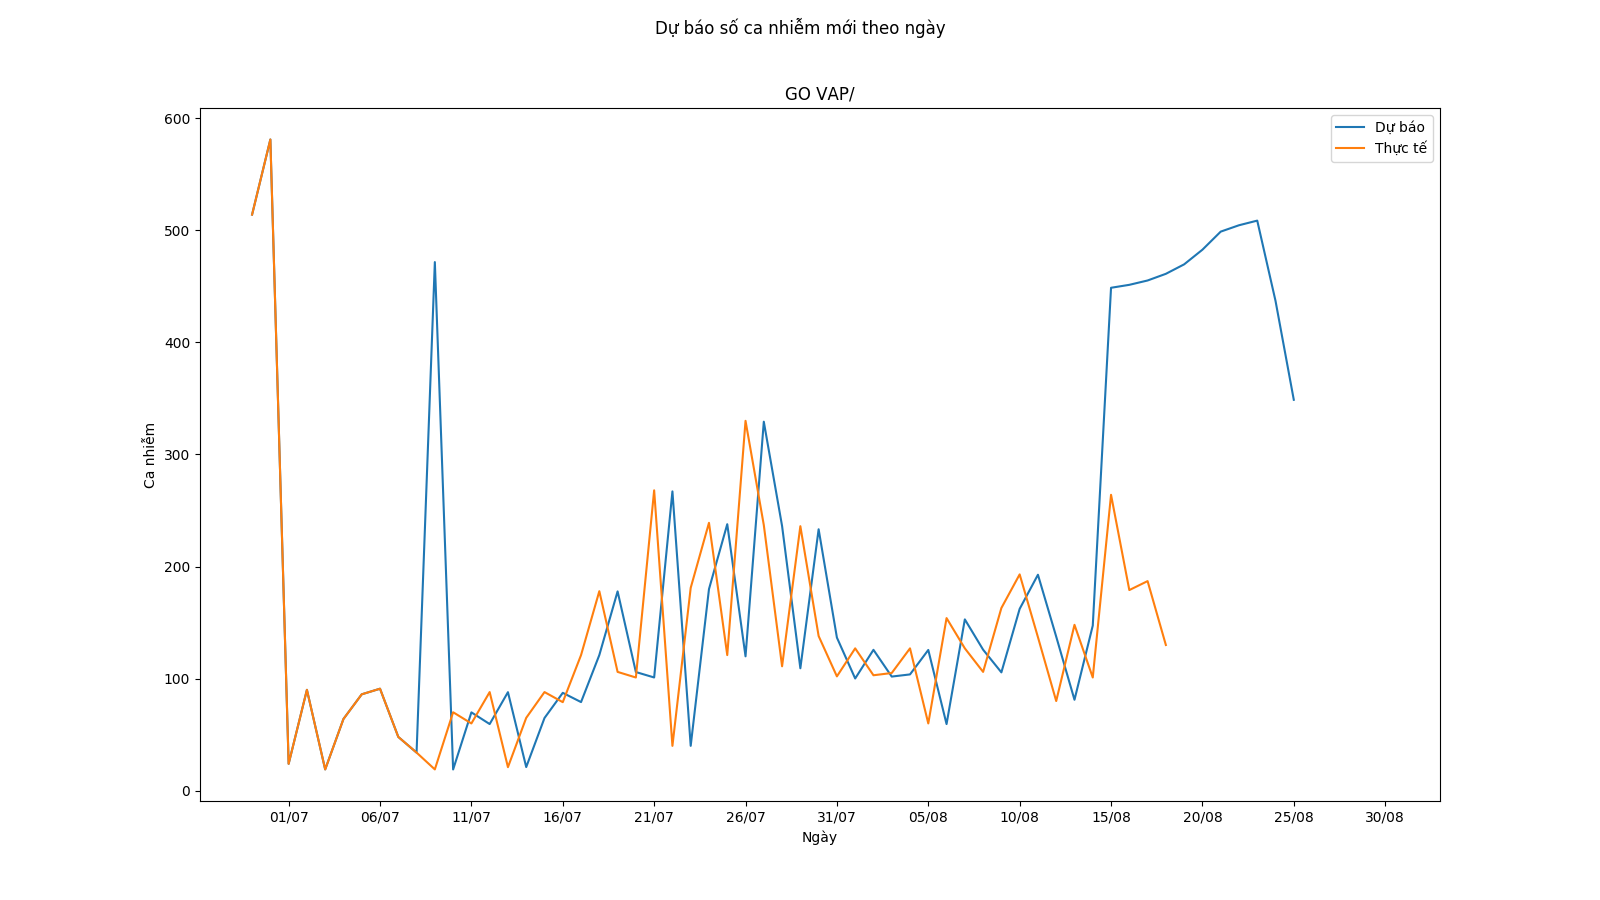 Dự báo số ca nhiễm mới theo ngày
GO VAP/
600
500
400
300
200
100
0
Ca nhiễm
Dự báo
Thực tế
01/07 06/07 11/07 16/07 21/07 26/07 31/07 05/08 10/08 15/08 20/08 25/08 30/08
Ngày